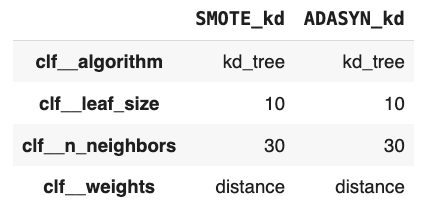 SMOTE_kd ADASYN_kd
clf__algorithm kd_tree kd_tree
clf__leaf_size 10 10
clf__n_neighbors 30 30
clf__weights distance distance